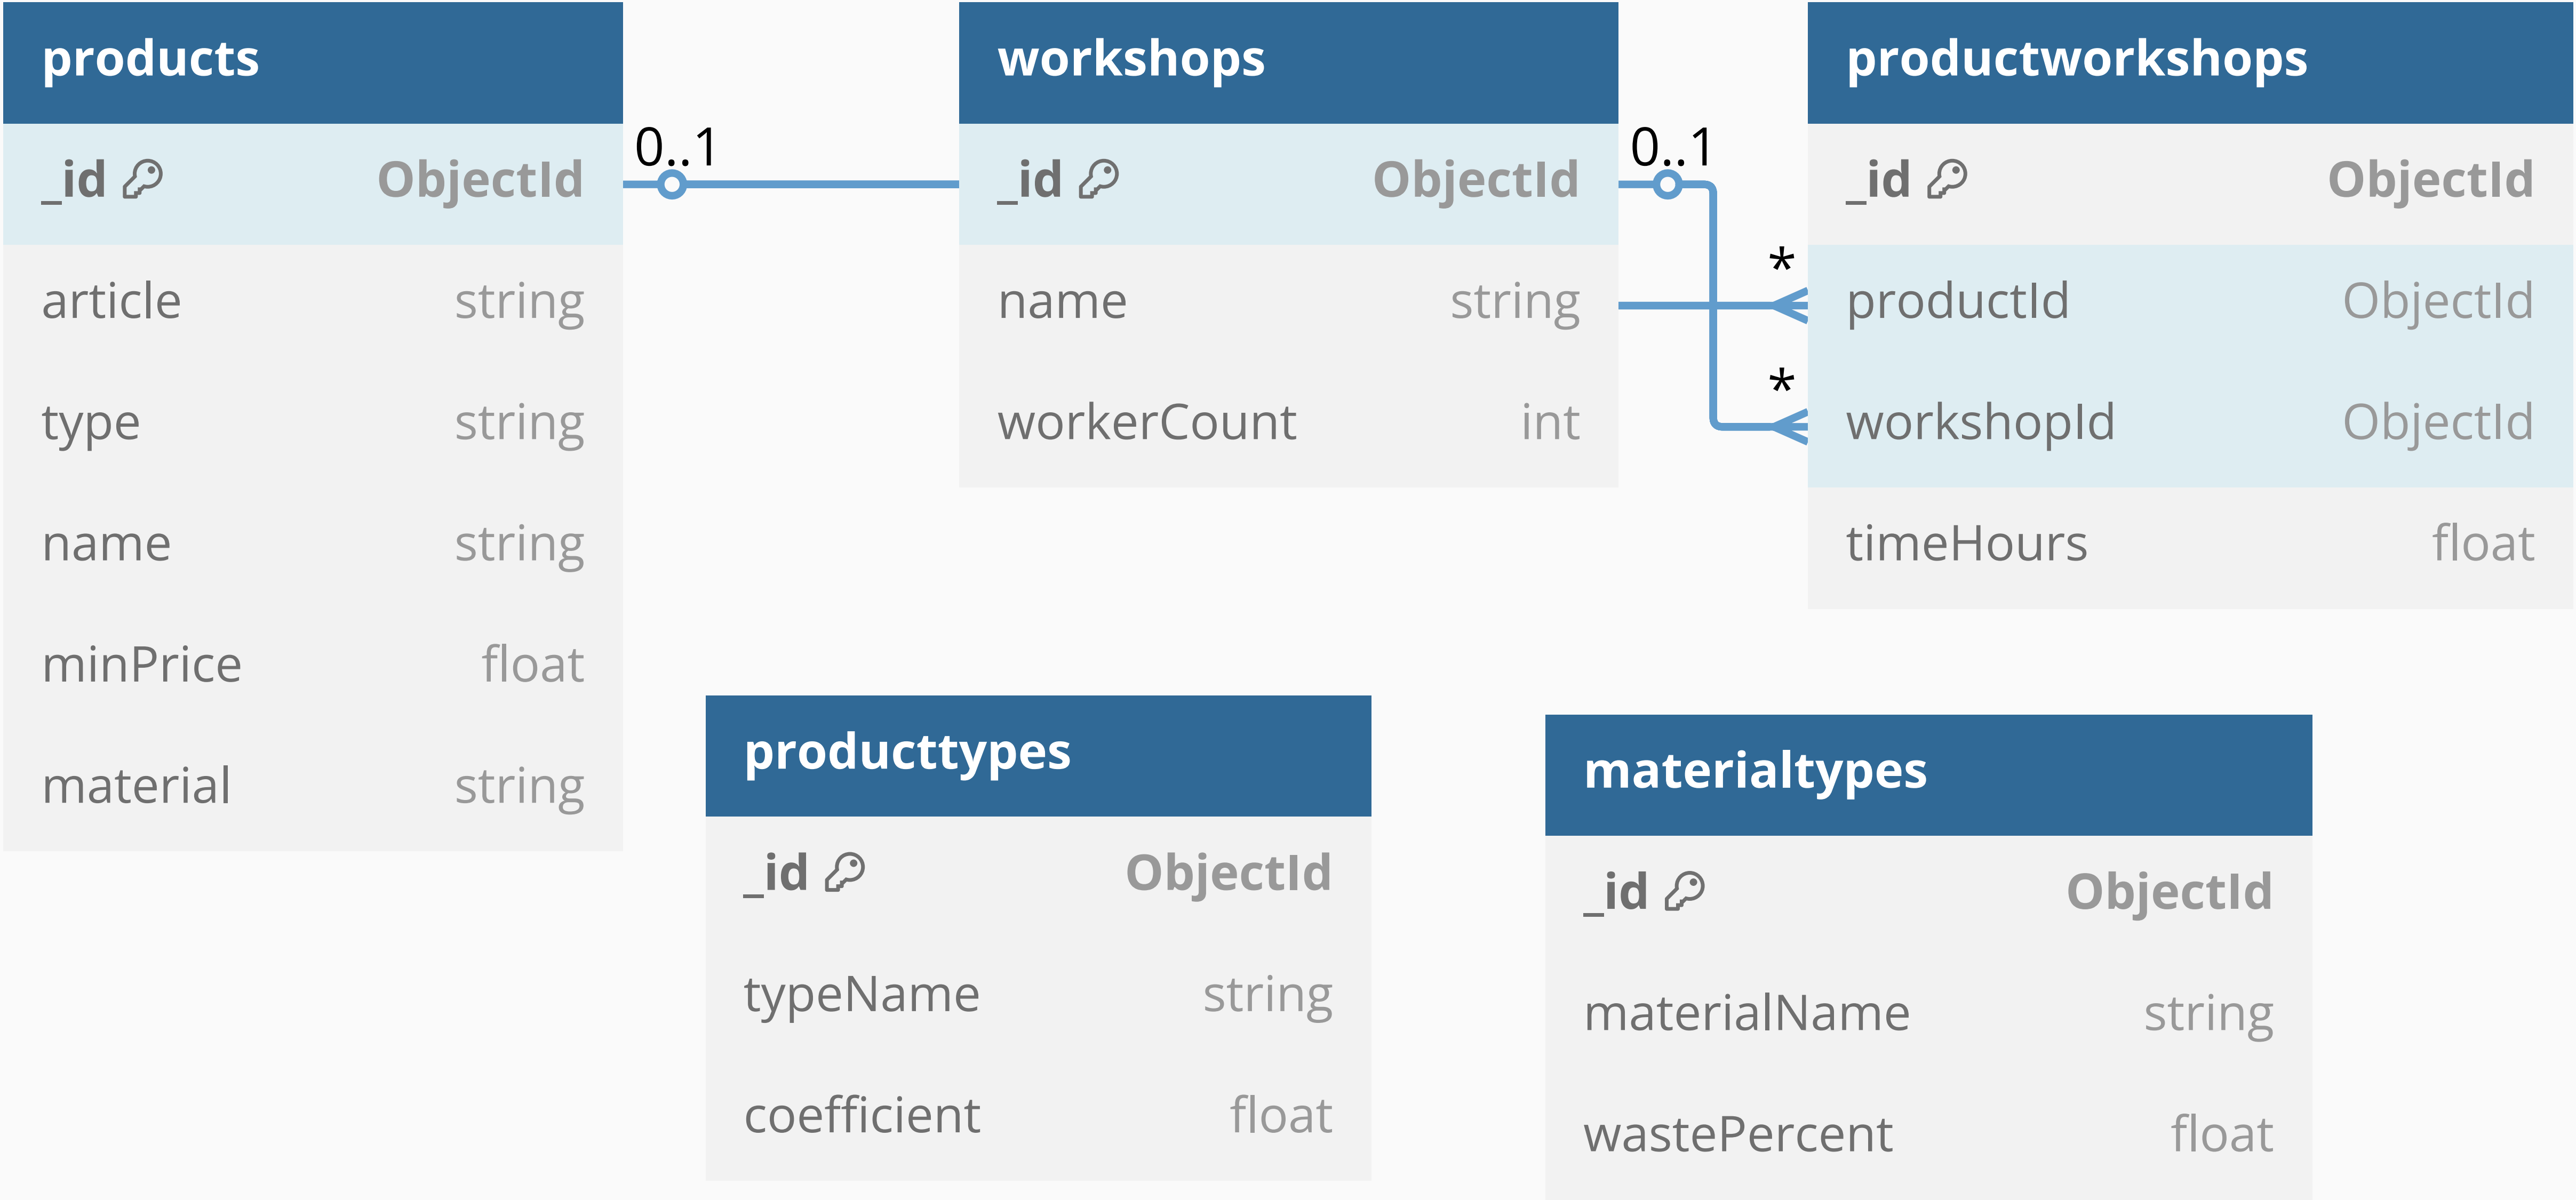 products
_id ObjectId
article string
type string
name string
minPrice float
material string
0..1
workshops
_id ObjectId
name string
workerCount int
0..1
*
*
productworkshops
_id ObjectId
productId ObjectId
workshopId ObjectId
timeHours float
producttypes
_id ObjectId
typeName string
coefficient float
materialtypes
_id ObjectId
materialName string
wastePercent float